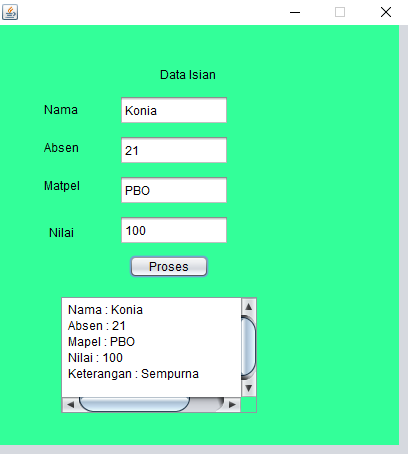 Data Isian
Nama Konia
Absen 21
Matpel PBO
Nilai 100
Proses
Nama : Konia
Absen : 21
Mapel : PBO
Nilai : 100
Keterangan : Sempurna